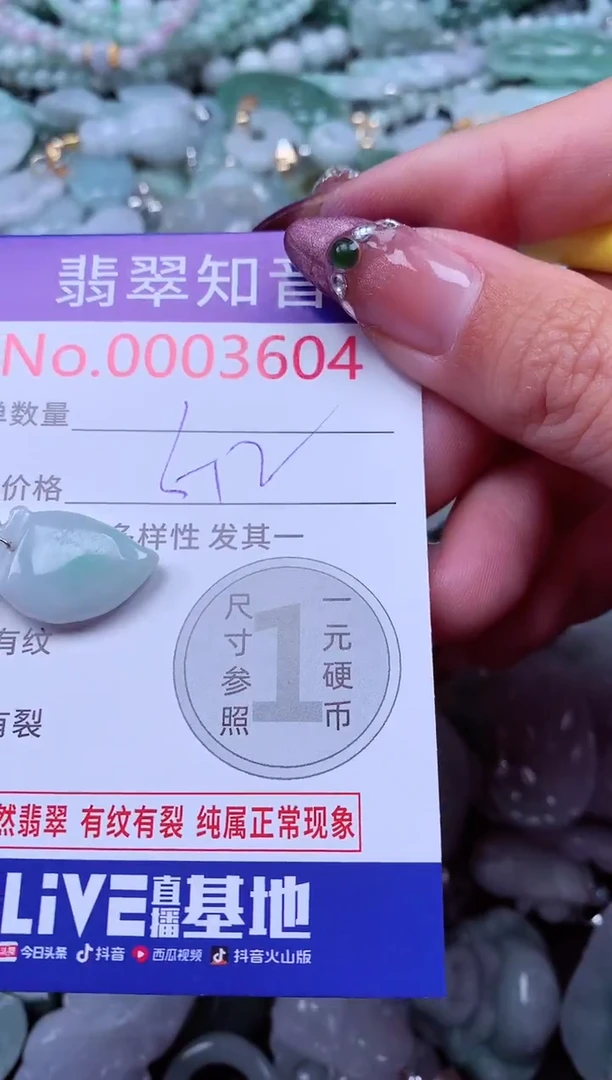 翡翠知音
No.0003604
单数量
价格
多样性 发其一
尺寸参照
1
一元硬币
有纹
有裂
然翡翠 有纹有裂 纯属正常现象
LiVE直播基地
头条 今日头条 抖音 西瓜视频 抖音火山版